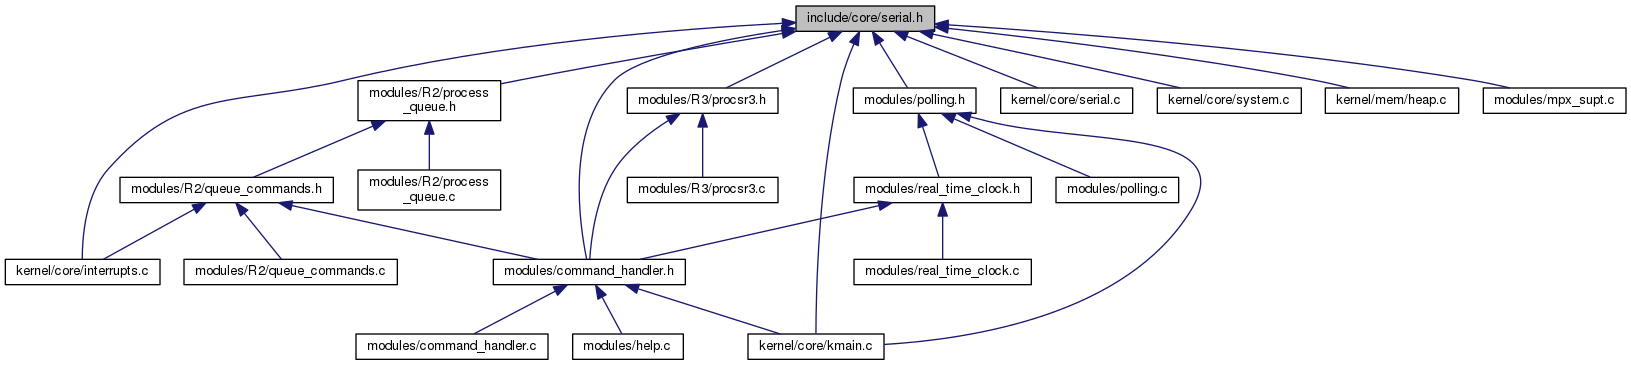 include/core/serial.h
modules/R2/process
_queue.h
modules/R3/procsr3.h
modules/polling.h
kernel/core/serial.c
kernel/core/system.c
kernel/mem/heap.c
modules/mpx_supt.c
modules/R2/queue_commands.h
modules/R2/process
_queue.c
modules/R3/procsr3.c
modules/real_time_clock.h
modules/polling.c
kernel/core/interrupts.c
modules/R2/queue_commands.c
modules/command_handler.h
modules/real_time_clock.c
modules/command_handler.c
modules/help.c
kernel/core/kmain.c